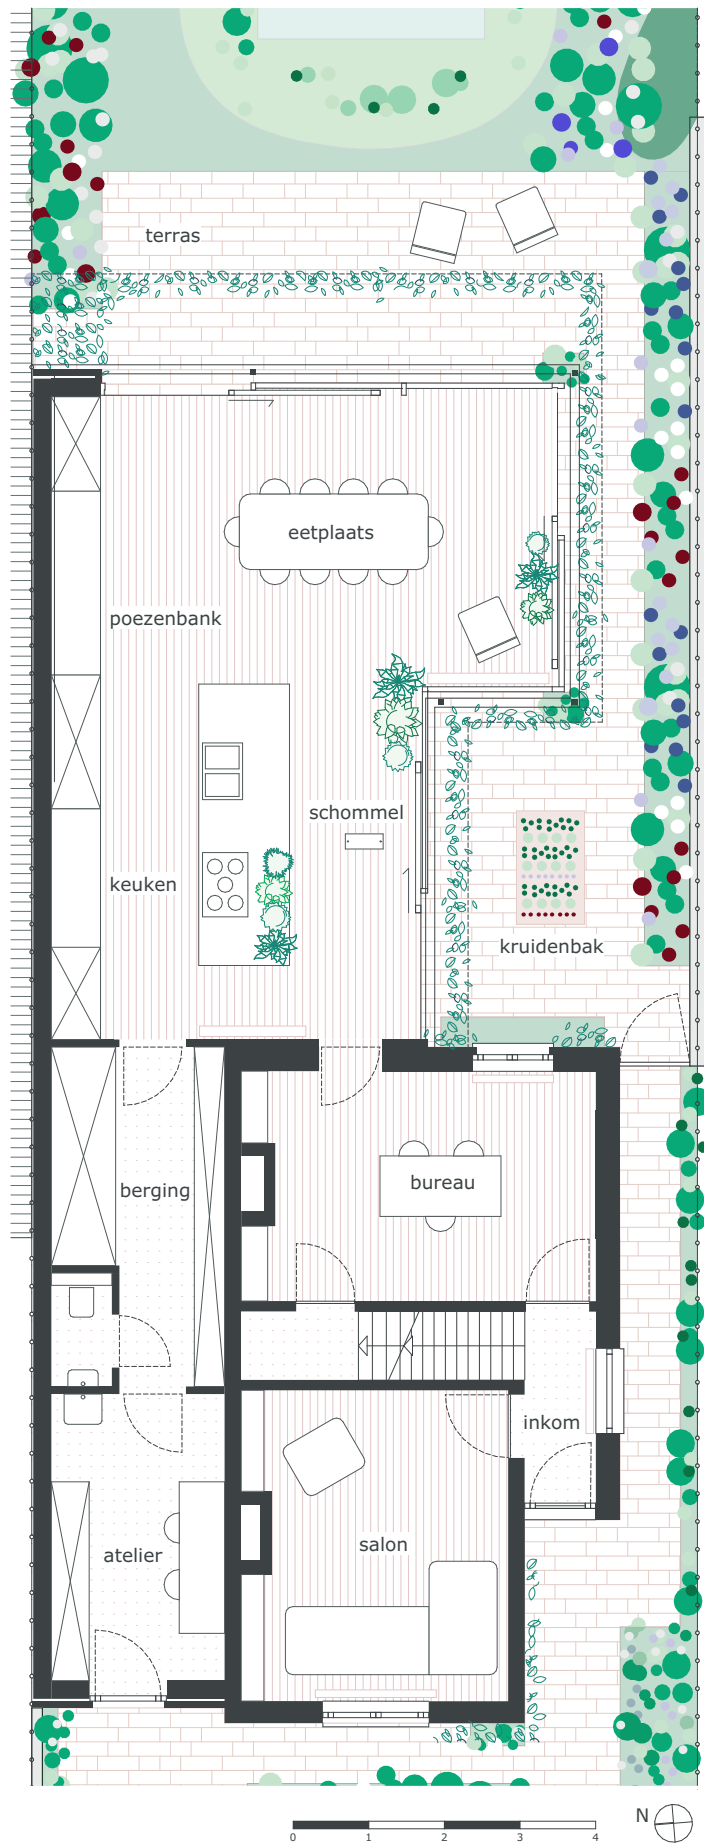 terras
eetplaats
poezenbank
schommel
keuken
kruidenbak
bureau
berging
inkom
salon
atelier
N
0 1 2 3 4